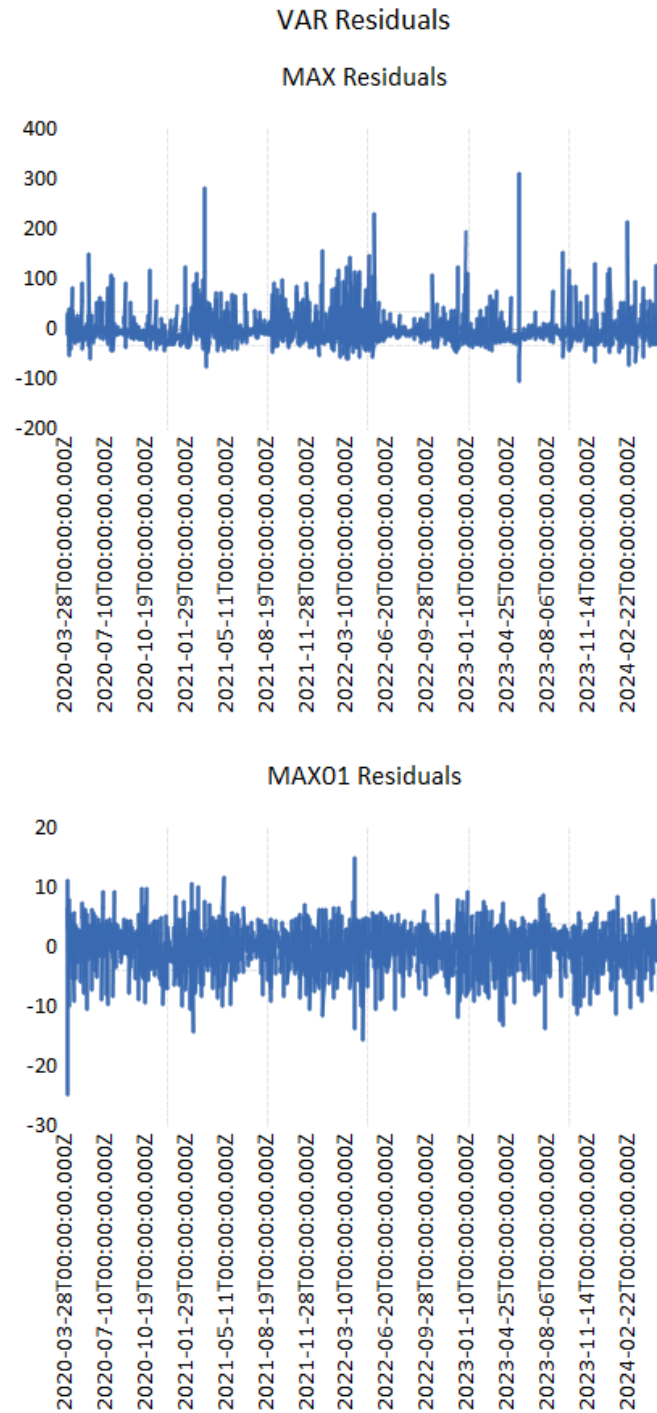 VAR Residuals
MAX Residuals
400
300
200
100
0
-100
-200
2020-03-28T00:00:00.000Z
2020-07-10T00:00:00.000Z
2020-10-19T00:00:00.000Z
2021-01-29T00:00:00.000Z
2021-05-11T00:00:00.000Z
2021-08-19T00:00:00.000Z
2021-11-28T00:00:00.000Z
2022-03-10T00:00:00.000Z
2022-06-20T00:00:00.000Z
2022-09-28T00:00:00.000Z
2023-01-10T00:00:00.000Z
2023-04-25T00:00:00.000Z
2023-08-06T00:00:00.000Z
2023-11-14T00:00:00.000Z
2024-02-22T00:00:00.000Z
MAX01 Residuals
20
10
0
-10
-20
-30
2020-03-28T00:00:00.000Z
2020-07-10T00:00:00.000Z
2020-10-19T00:00:00.000Z
2021-01-29T00:00:00.000Z
2021-05-11T00:00:00.000Z
2021-08-19T00:00:00.000Z
2021-11-28T00:00:00.000Z
2022-03-10T00:00:00.000Z
2022-06-20T00:00:00.000Z
2022-09-28T00:00:00.000Z
2023-01-10T00:00:00.000Z
2023-04-25T00:00:00.000Z
2023-08-06T00:00:00.000Z
2023-11-14T00:00:00.000Z
2024-02-22T00:00:00.000Z